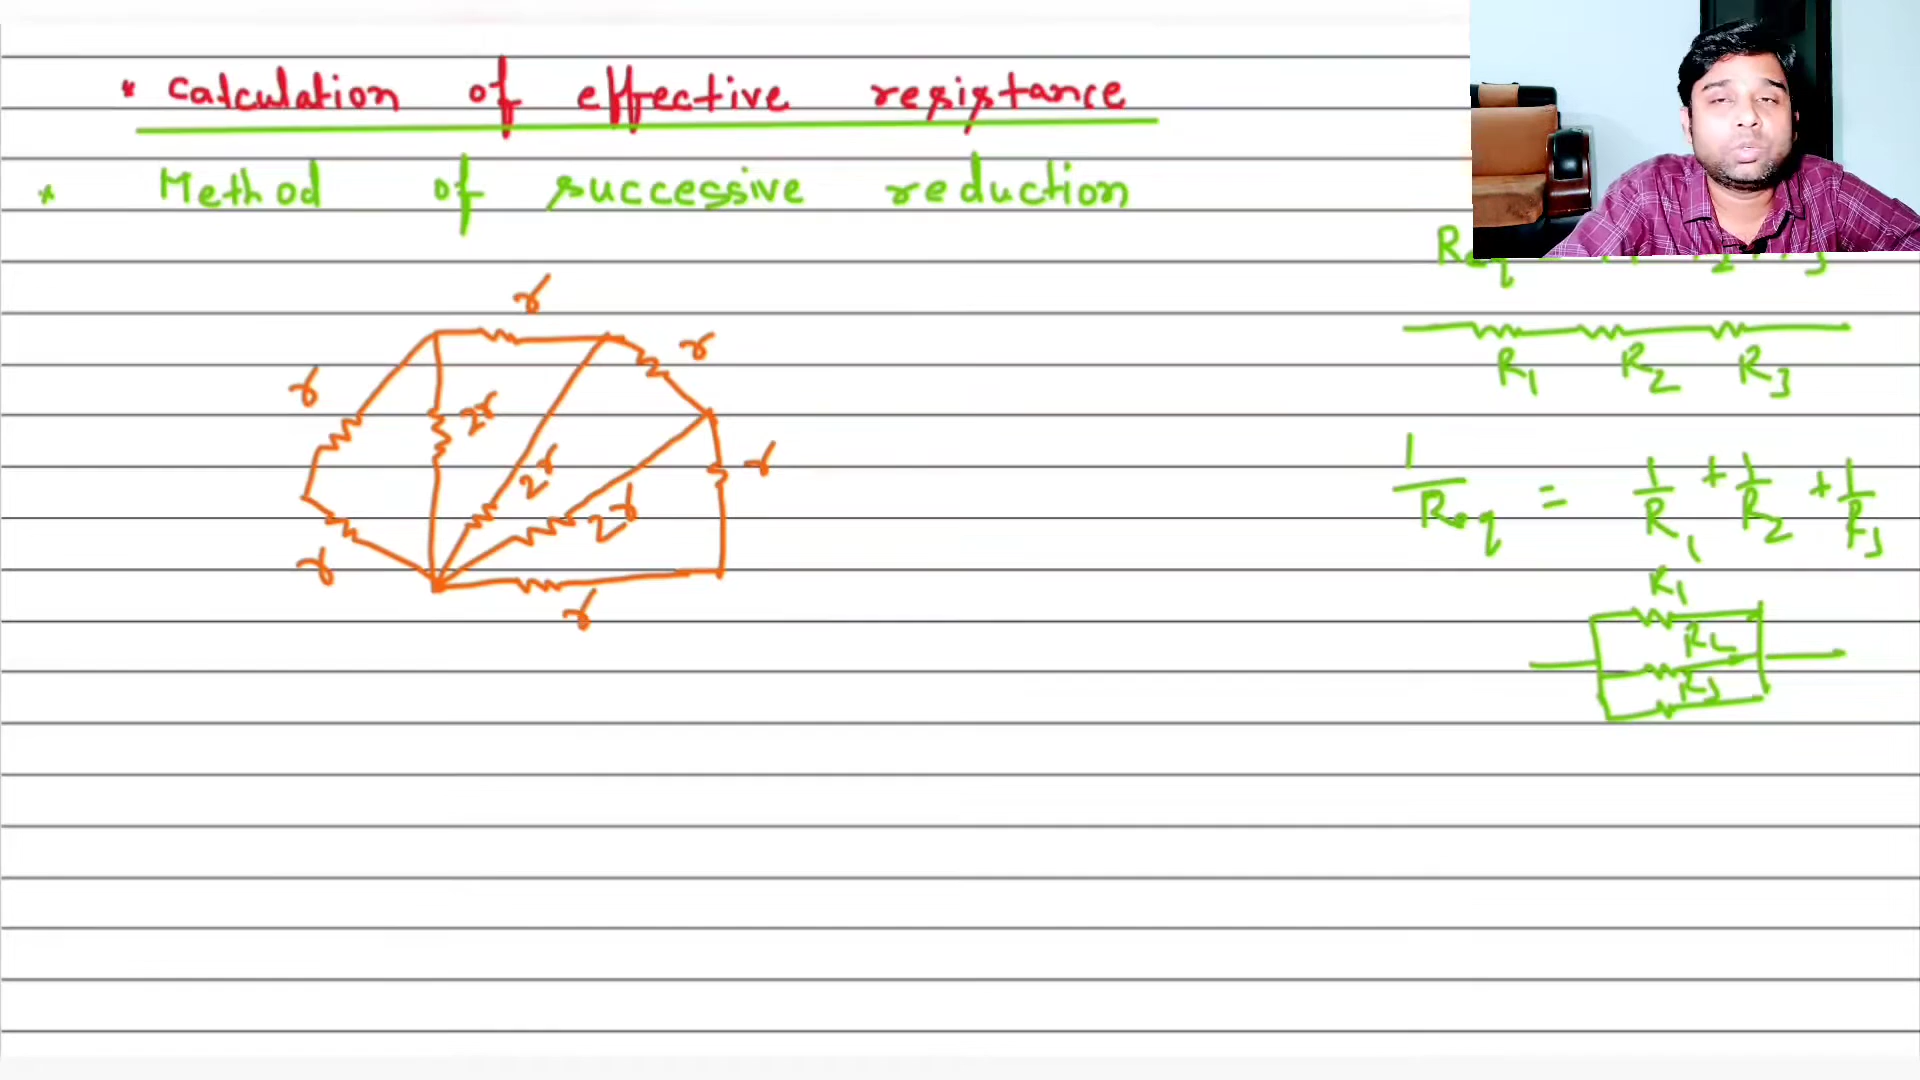 * Calculation of effective resistance
* Method of successive reduction
r
r
r
2r
2r
2r
r
r
r
R1 R2 R3
1/Req = 1/R1 + 1/R2 + 1/R3
R1
R2
R3